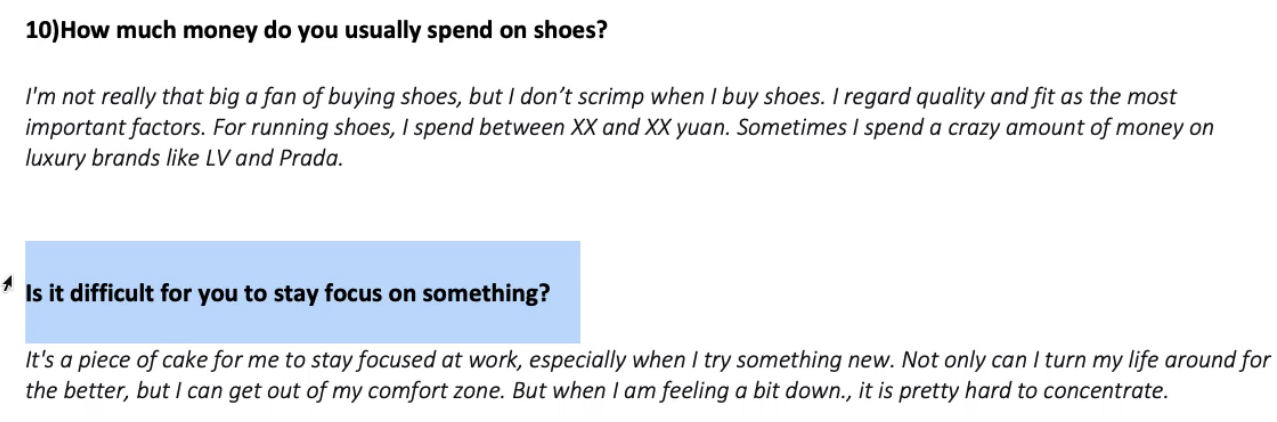 10)How much money do you usually spend on shoes?
I'm not really that big a fan of buying shoes, but I don’t scrimp when I buy shoes. I regard quality and fit as the most
important factors. For running shoes, I spend between XX and XX yuan. Sometimes I spend a crazy amount of money on
luxury brands like LV and Prada.
Is it difficult for you to stay focus on something?
It's a piece of cake for me to stay focused at work, especially when I try something new. Not only can I turn my life around for
the better, but I can get out of my comfort zone. But when I am feeling a bit down., it is pretty hard to concentrate.